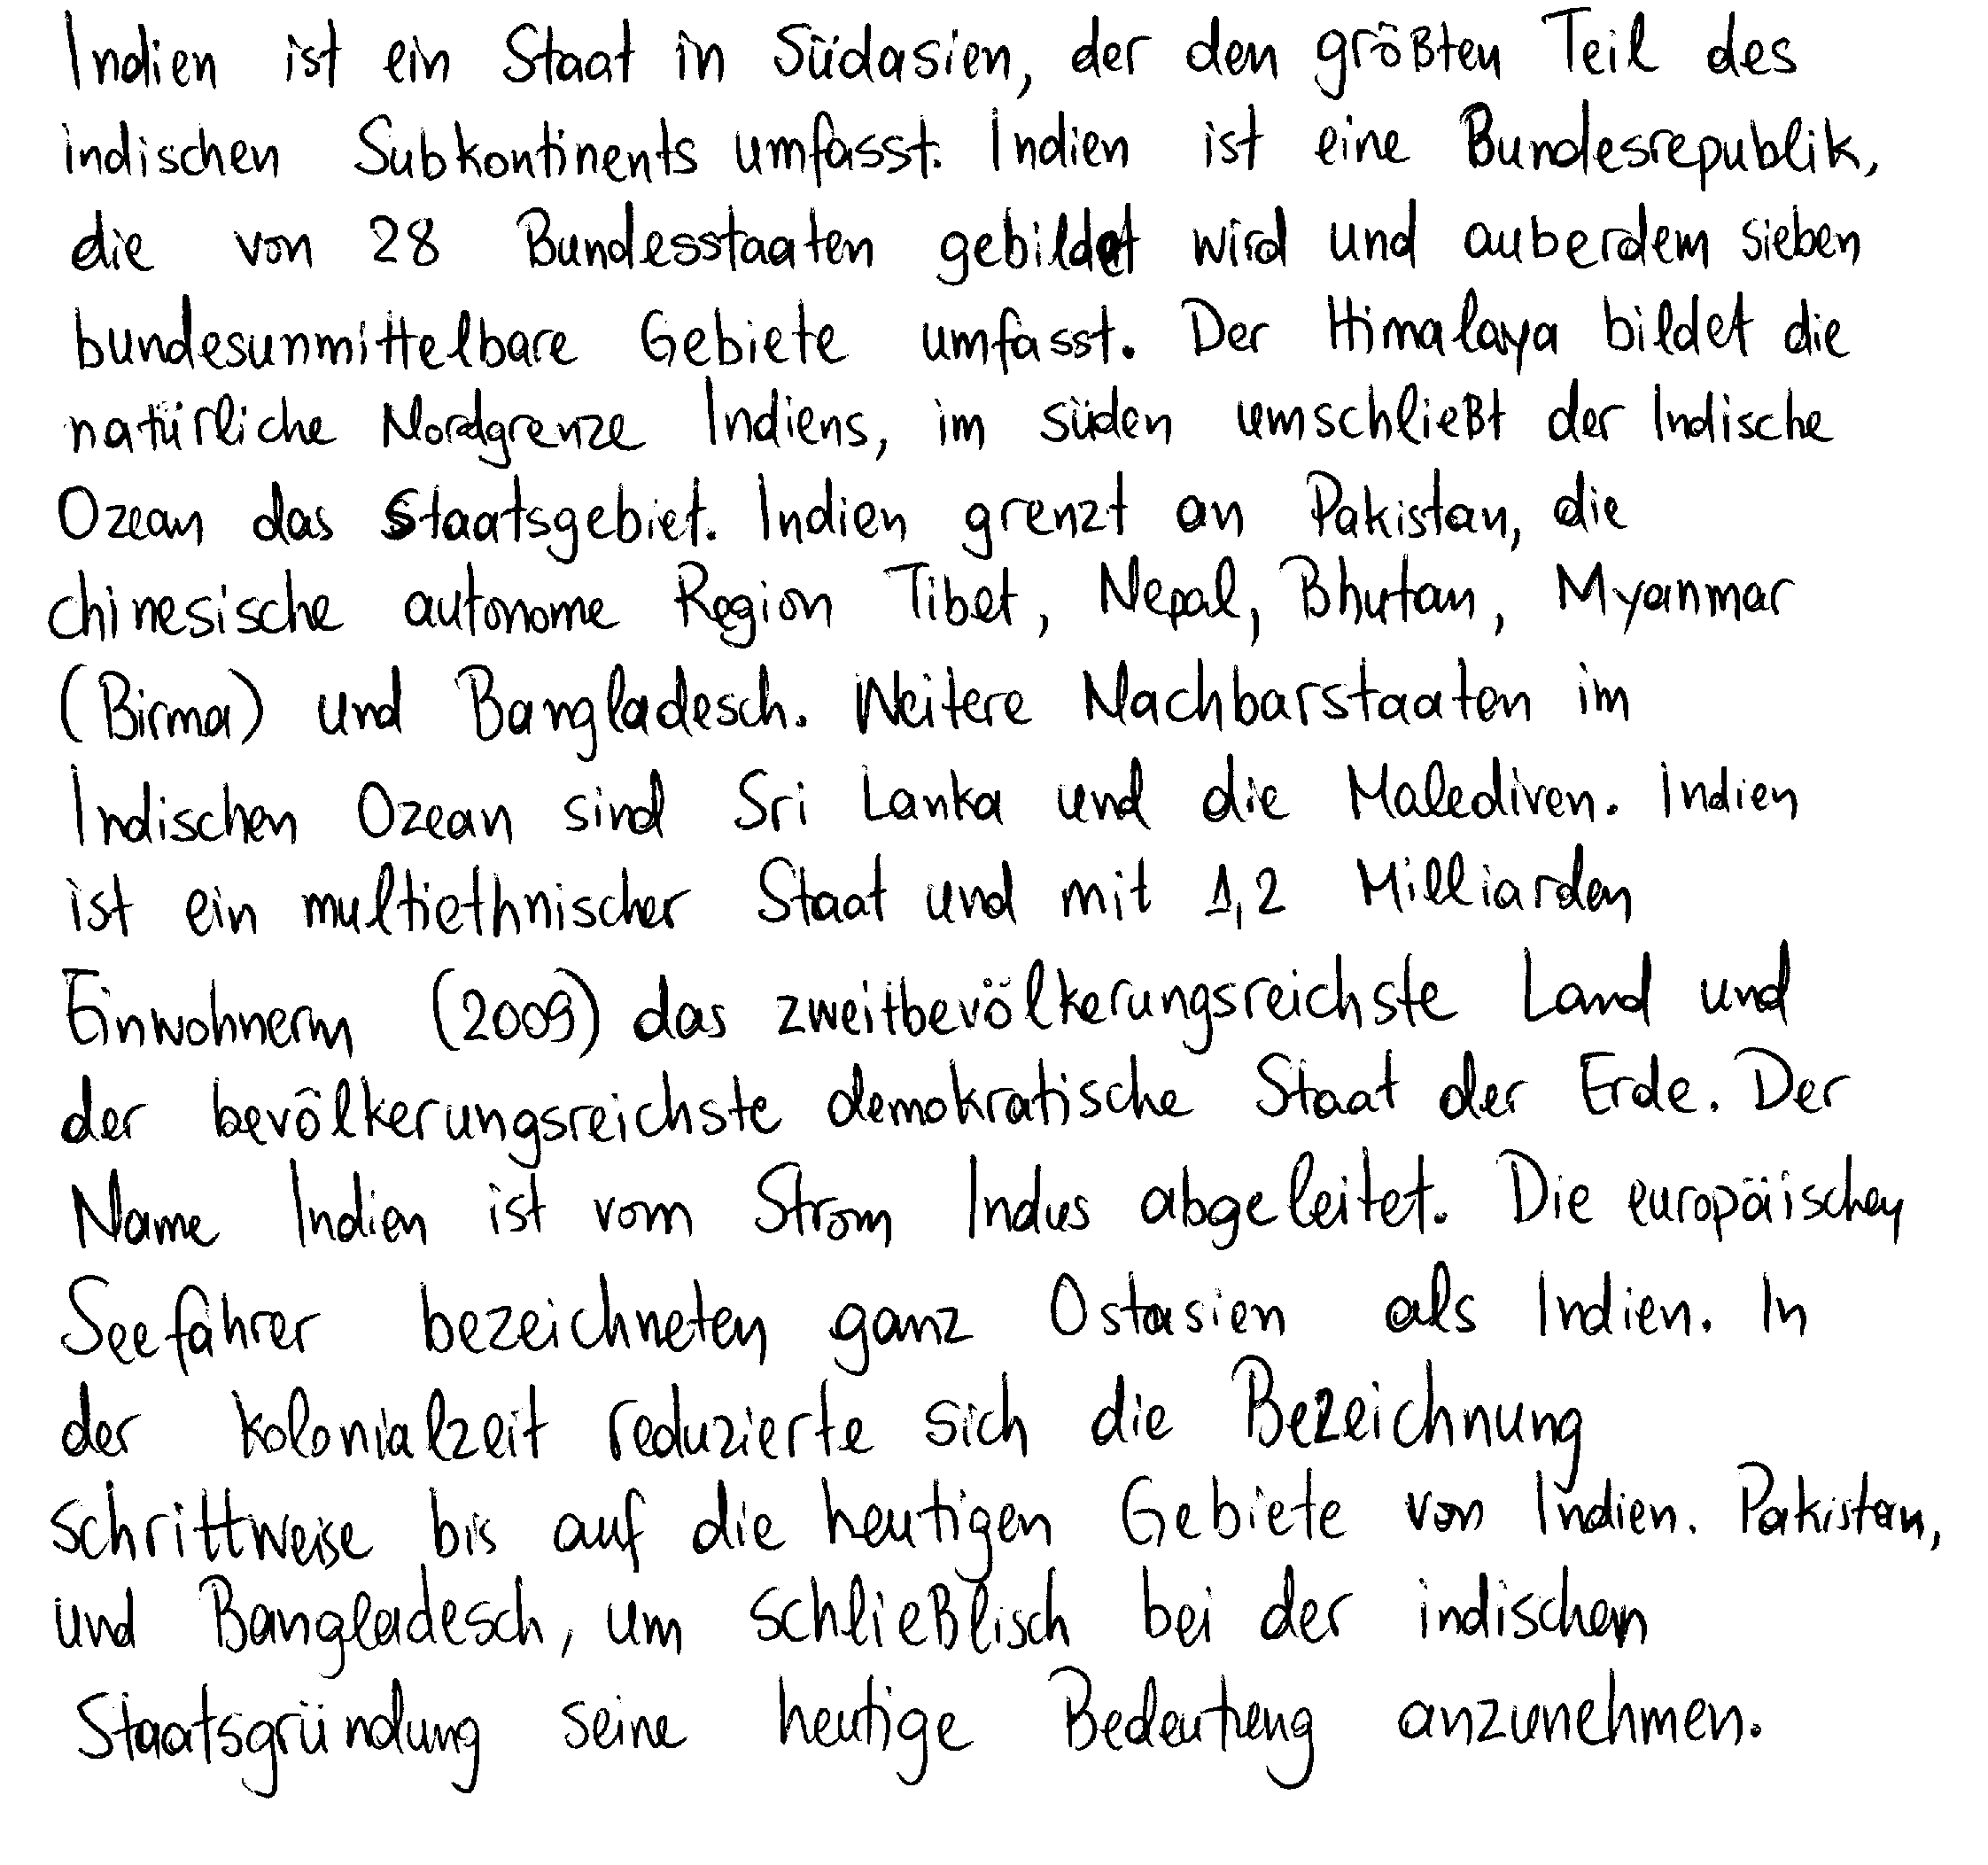 Indien ist ein Staat in Südasien, der den größten Teil des
indischen Subkontinents umfasst. Indien ist eine Bundesrepublik,
die von 28 Bundesstaaten gebildet wird und auberdem sieben
bundesunmittelbare Gebiete umfasst. Der Himalaya bildet die
natürliche Nordgrenze Indiens, im süden umschließt der Indische
Ozean das Staatsgebiet. Indien grenzt an Pakistan, die
chinesische autonome Region Tibet, Nepal, Bhutan, Myanmar
(Birma) und Bangladesch. Weitere Nachbarstaaten im
Indischen Ozean sind Sri Lanka und die Malediven. Indien
ist ein multiethnischer Staat und mit 1,2 Milliarden
Einwohnerm (2009) das zweitbevölkerungsreichste Land und
der bevölkerungsreichste demokratische Staat der Erde. Der
Name Indien ist vom Strom Indus abgeleitet. Die europäischen
Seefahrer bezeichneten ganz Ostasien als Indien. In
der Kolonialzeit reduzierte sich die Bezeichnung
schrittweise bis auf die heutigen Gebiete von Indien. Pakistan,
und Bangladesch, um schließlisch bei der indischen
Staatsgründung seine heutige Bedeutung anzunehmen.